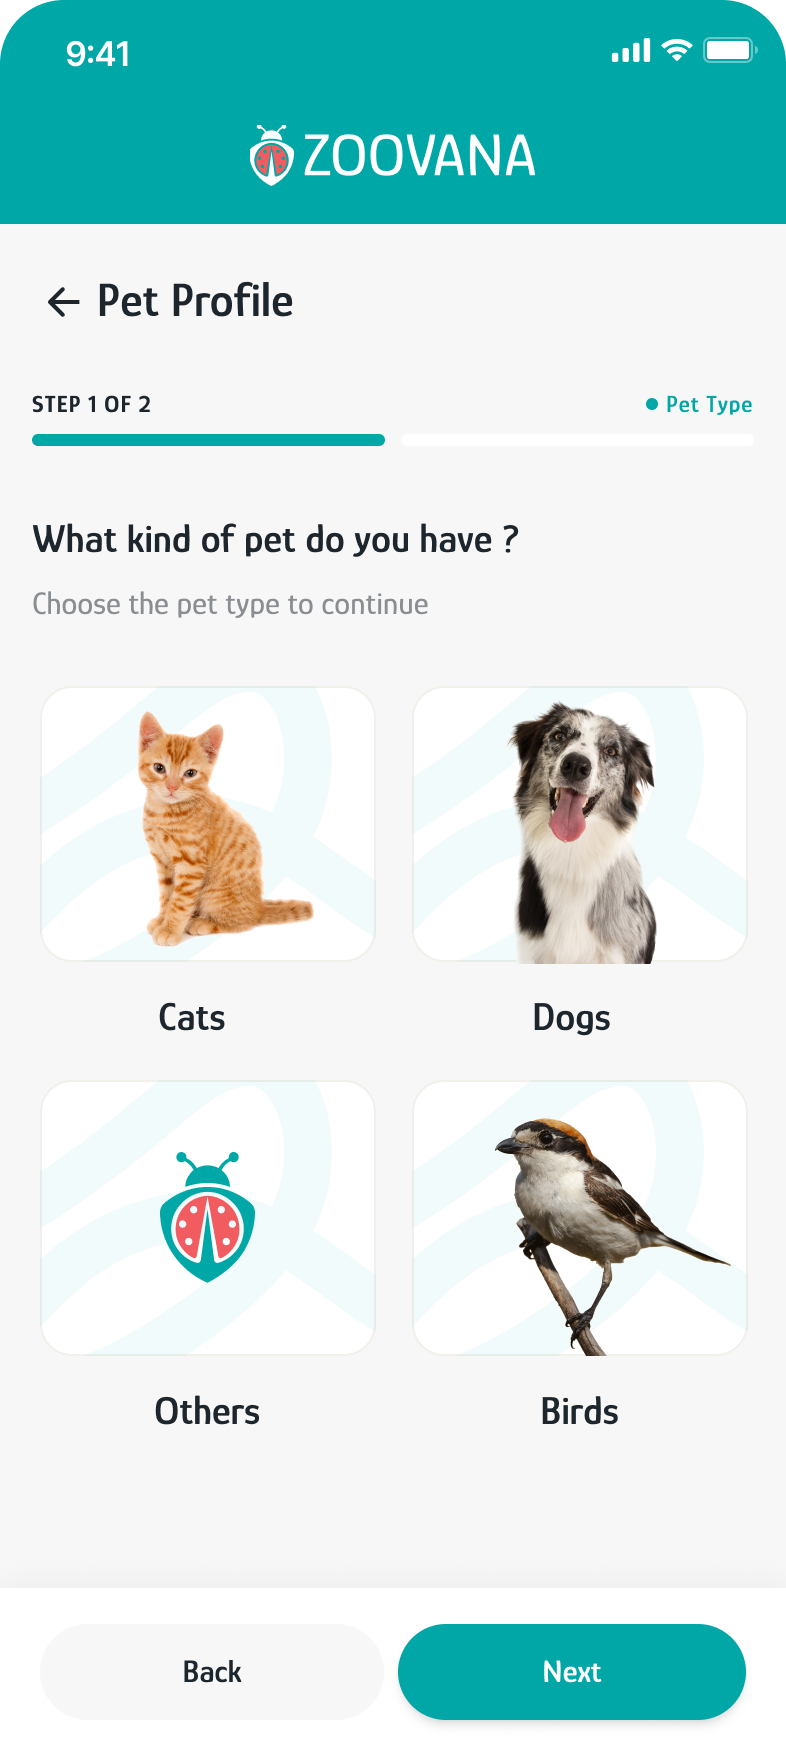 9:41
ZOOVANA
Pet Profile
STEP 1 OF 2
Pet Type
What kind of pet do you have ?
Choose the pet type to continue
Cats
Dogs
Others
Birds
Back
Next